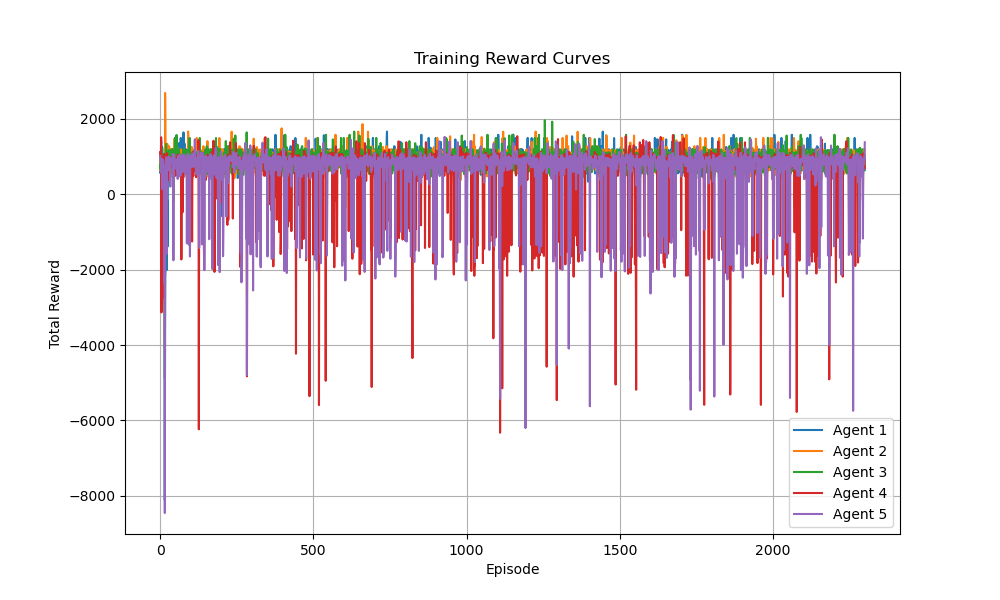 Training Reward Curves
Total Reward
2000
0
−2000
−4000
−6000
−8000
0
500
1000
1500
2000
Episode
Agent 1
Agent 2
Agent 3
Agent 4
Agent 5